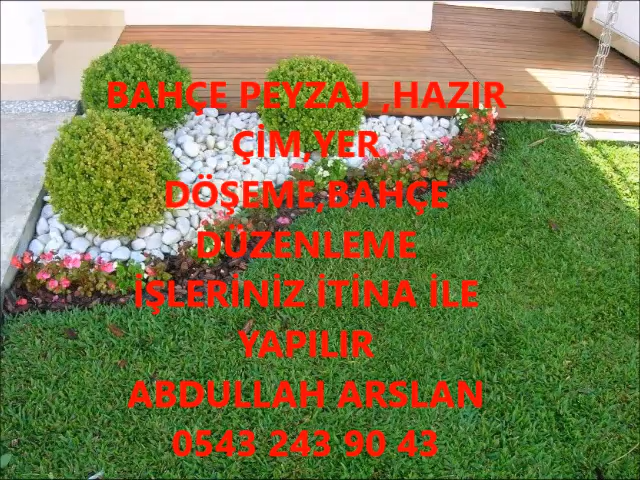 BAHÇE PEYZAJ ,HAZIR
ÇİM,YER
DÖŞEME,BAHÇE
DÜZENLEME
İŞLERİNİZ İTİNA İLE
YAPILIR
ABDULLAH ARSLAN
0543 243 90 43